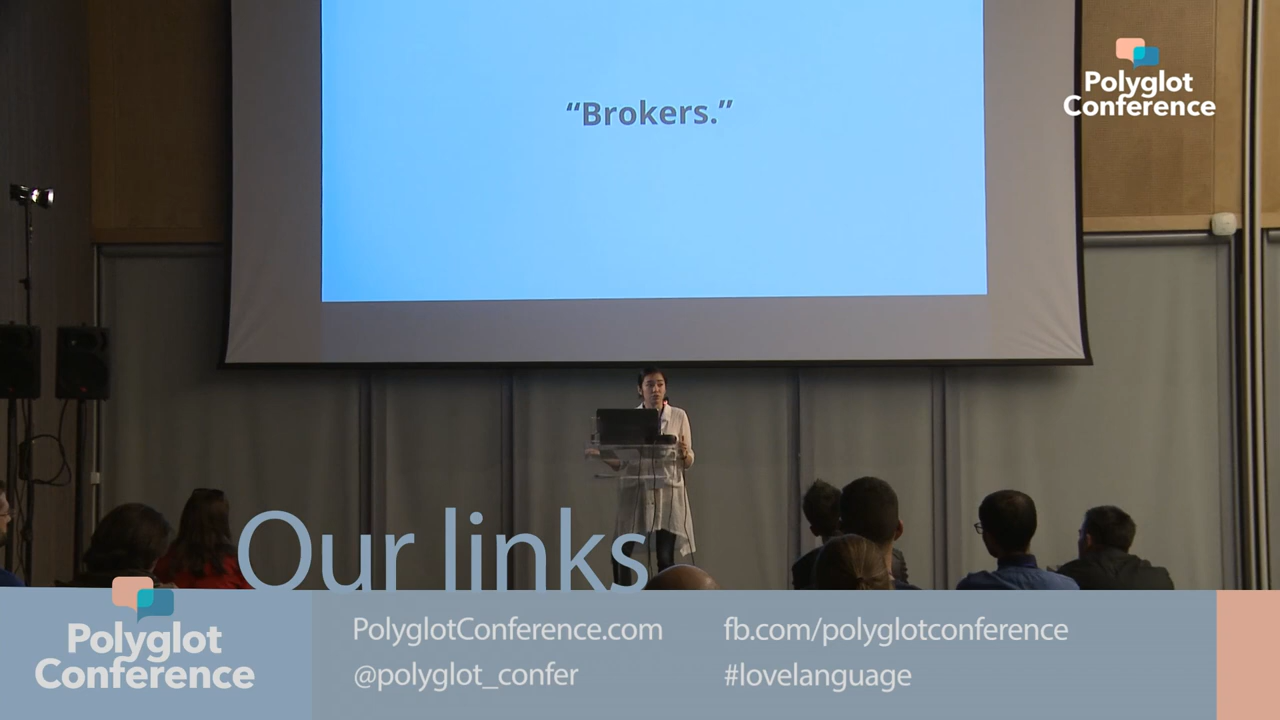 “Brokers.”
Polyglot
Conference
Our links
Polyglot
Conference
PolyglotConference.com
@polyglot_confer
fb.com/polyglotconference
#lovelanguage